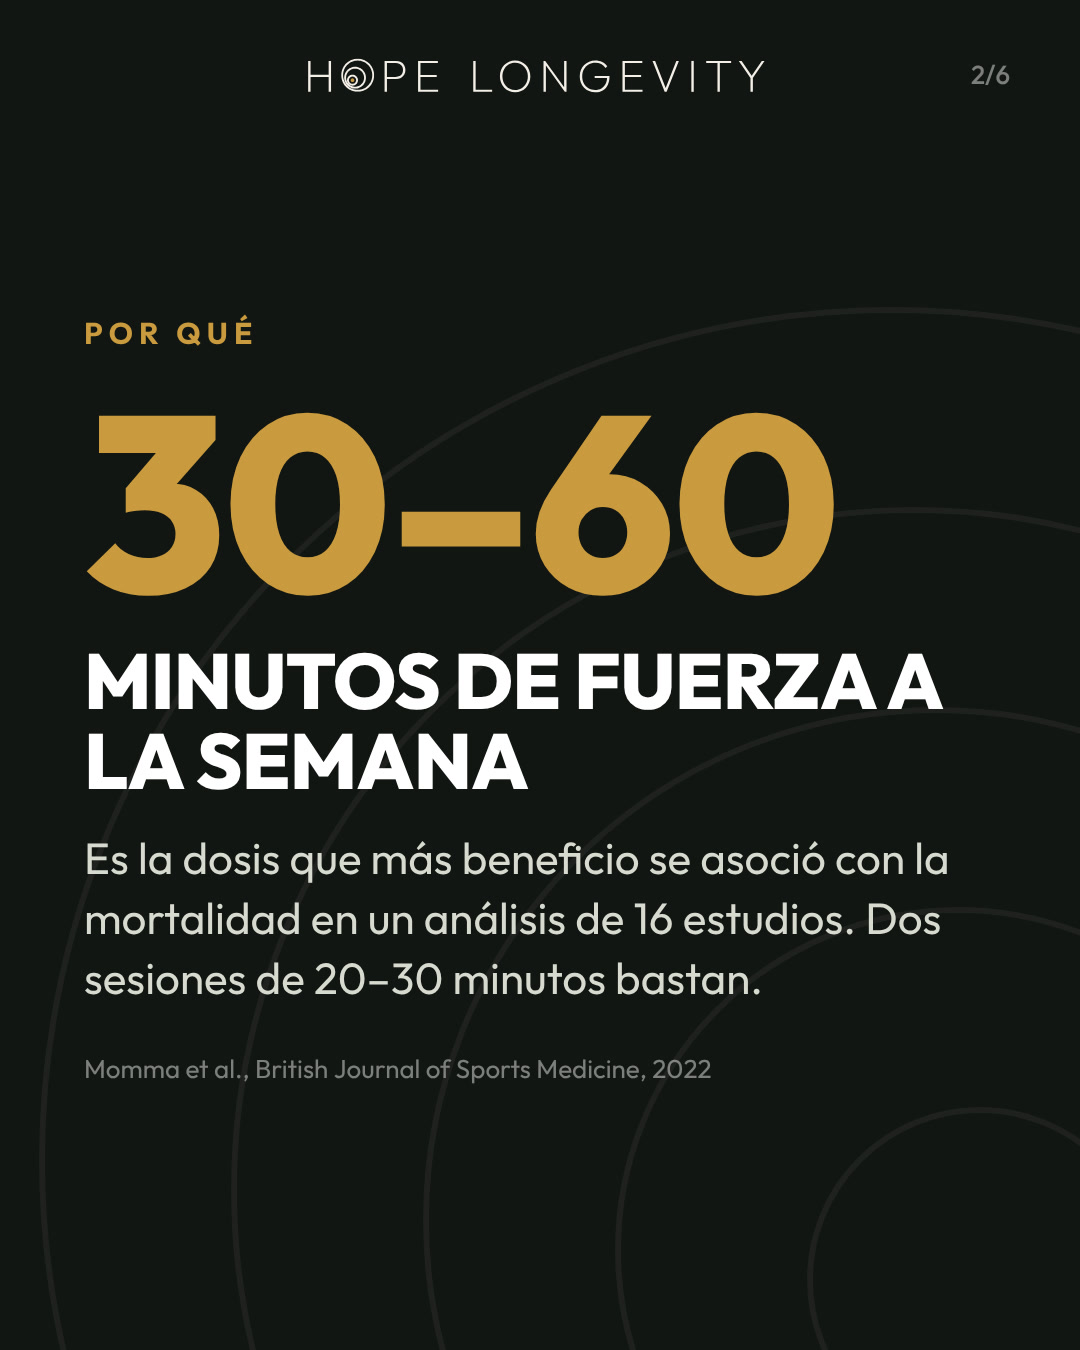 HOPE LONGEVITY
2/6
POR QUÉ
30–60
MINUTOS DE FUERZA A
LA SEMANA
Es la dosis que más beneficio se asoció con la
mortalidad en un análisis de 16 estudios. Dos
sesiones de 20–30 minutos bastan.
Momma et al., British Journal of Sports Medicine, 2022